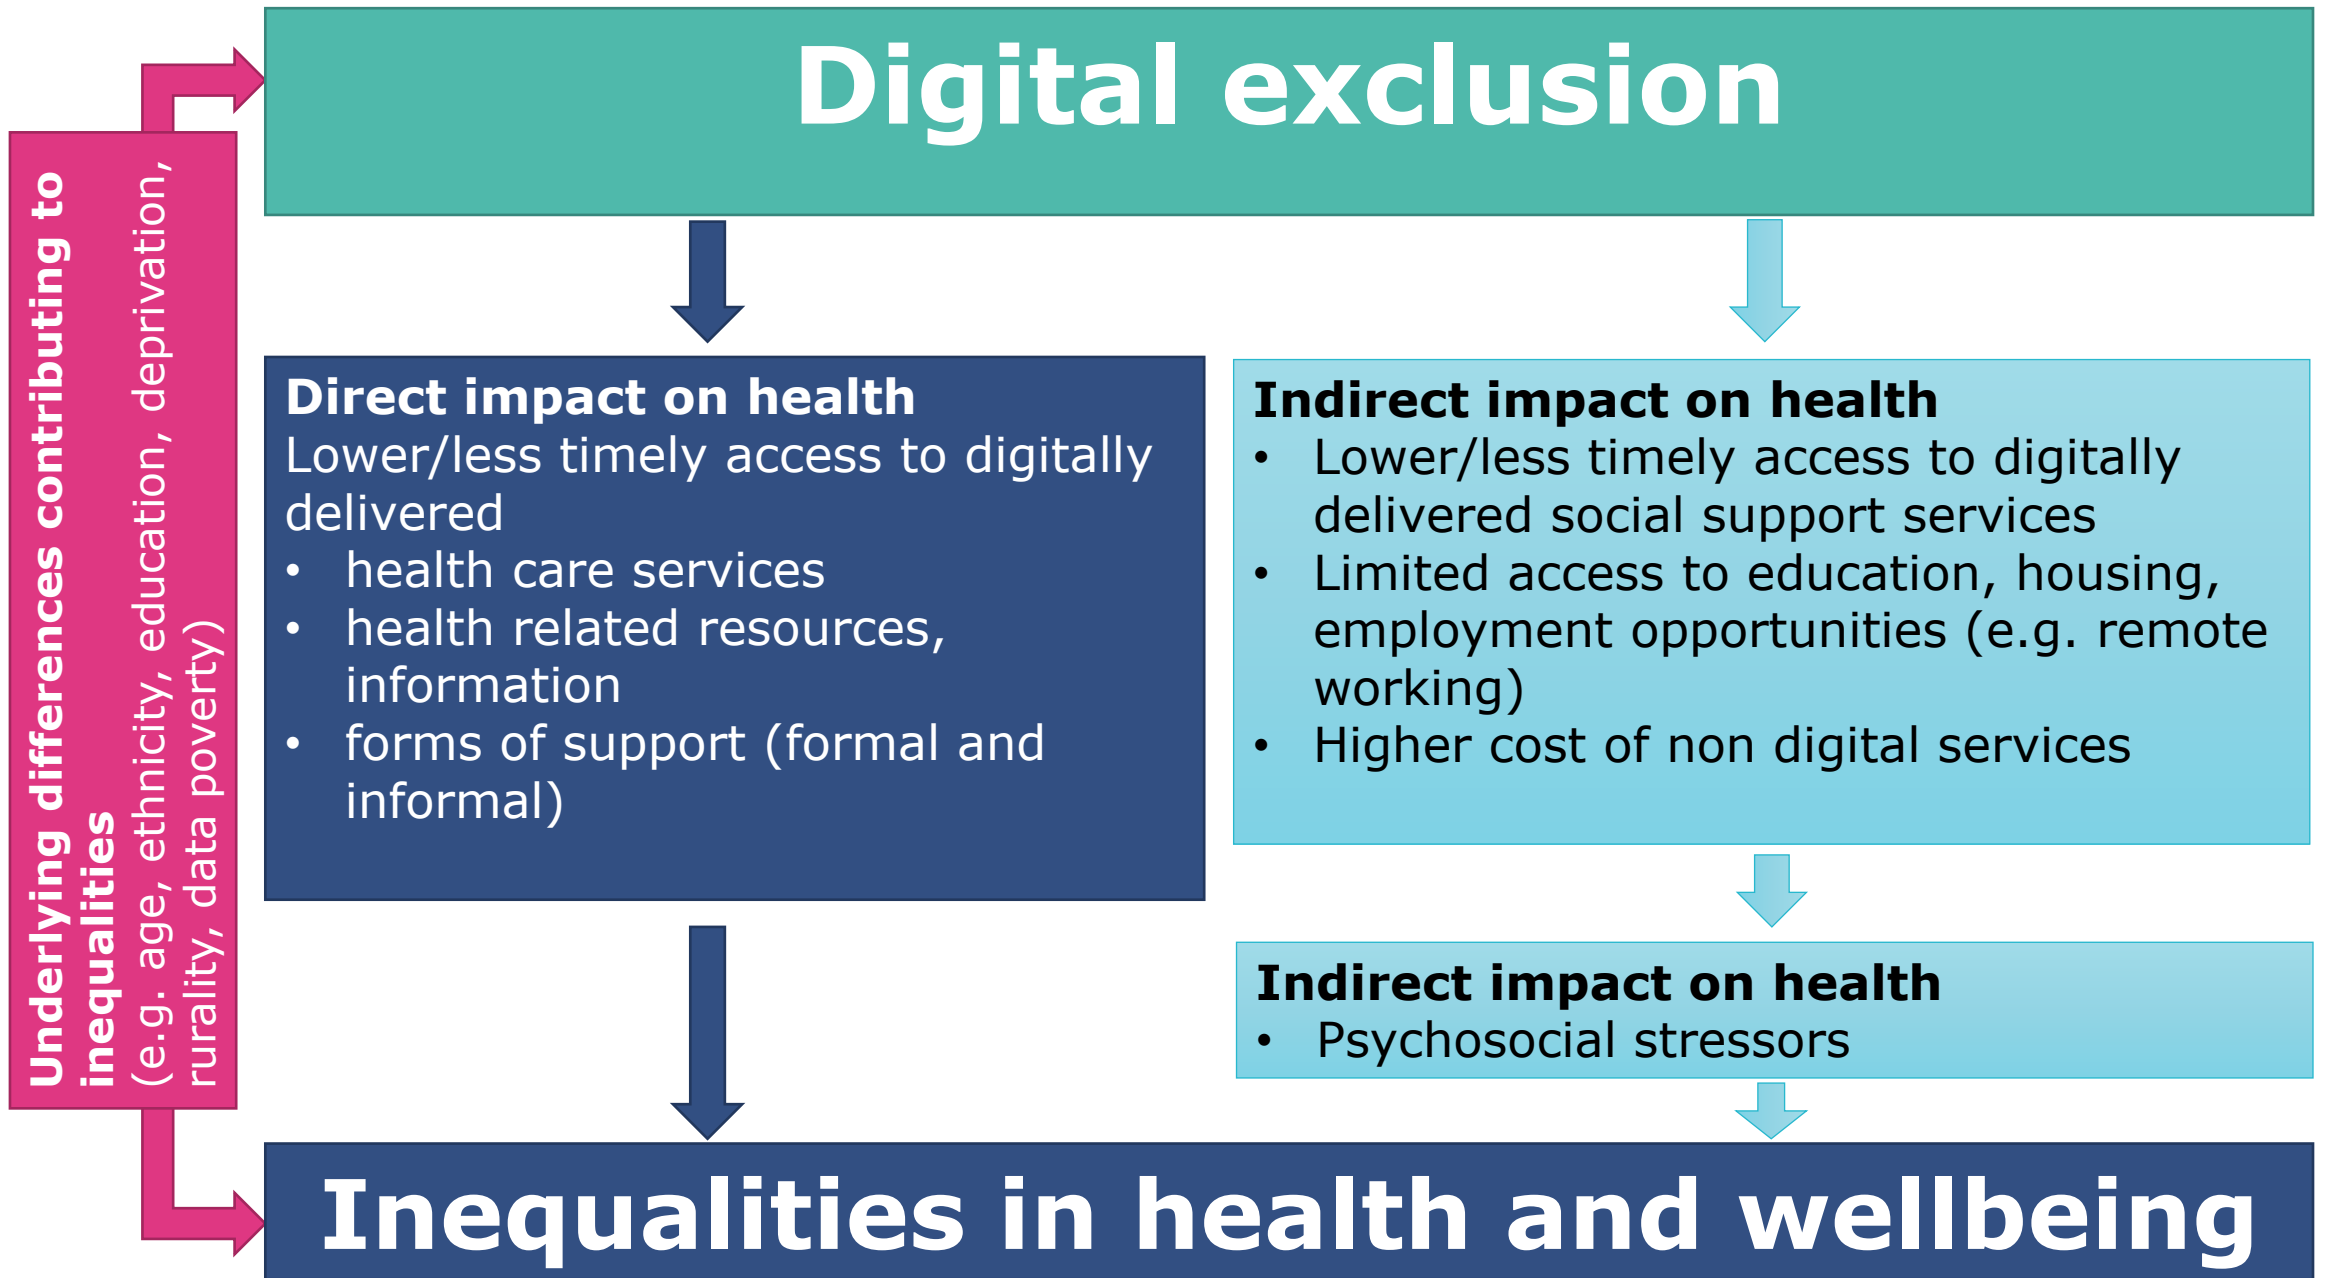 Digital exclusion
Underlying differences contributing to
inequalities
(e.g. age, ethnicity, education, deprivation,
rurality, data poverty)
Direct impact on health
Lower/less timely access to digitally
delivered
• health care services
• health related resources,
information
• forms of support (formal and
informal)
Indirect impact on health
• Lower/less timely access to digitally
delivered social support services
• Limited access to education, housing,
employment opportunities (e.g. remote
working)
• Higher cost of non digital services
Indirect impact on health
• Psychosocial stressors
Inequalities in health and wellbeing